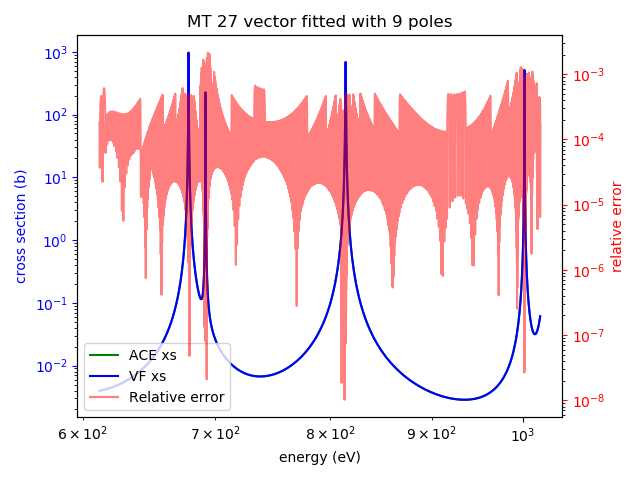 MT 27 vector fitted with 9 poles
10³
10²
10¹
10⁰
10⁻¹
10⁻²
cross section (b)
10⁻³
10⁻⁴
10⁻⁵
10⁻⁶
10⁻⁷
10⁻⁸
relative error
ACE xs
VF xs
Relative error
6 × 10² 7 × 10² 8 × 10² 9 × 10² 10³
energy (eV)